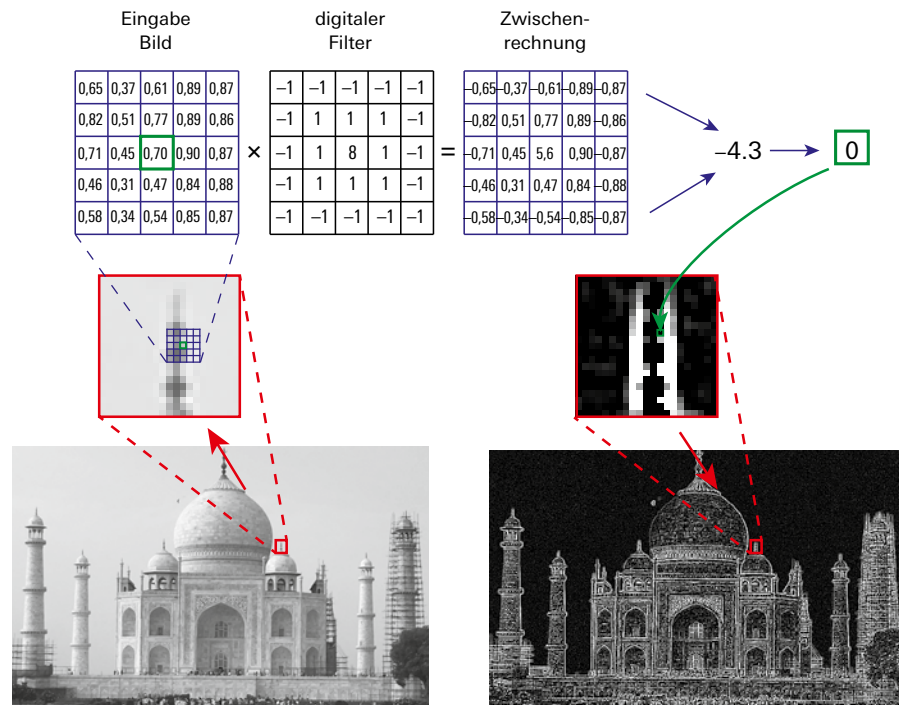 Eingabe
Bild
digitaler
Filter
Zwischen-
rechnung
0,65 0,37 0,61 0,89 0,87
0,82 0,51 0,77 0,89 0,86
0,71 0,45 0,70 0,90 0,87
0,46 0,31 0,47 0,84 0,88
0,58 0,34 0,54 0,85 0,87
×
−1 −1 −1 −1 −1
−1 1 1 1 −1
−1 1 8 1 −1
−1 1 1 1 −1
−1 −1 −1 −1 −1
=
−0,65 −0,37 −0,61 −0,89 −0,87
−0,82 0,51 0,77 0,89 −0,86
−0,71 0,45 5,6 0,90 −0,87
−0,46 0,31 0,47 0,84 −0,88
−0,58 −0,34 −0,54 −0,85 −0,87
−4.3
0